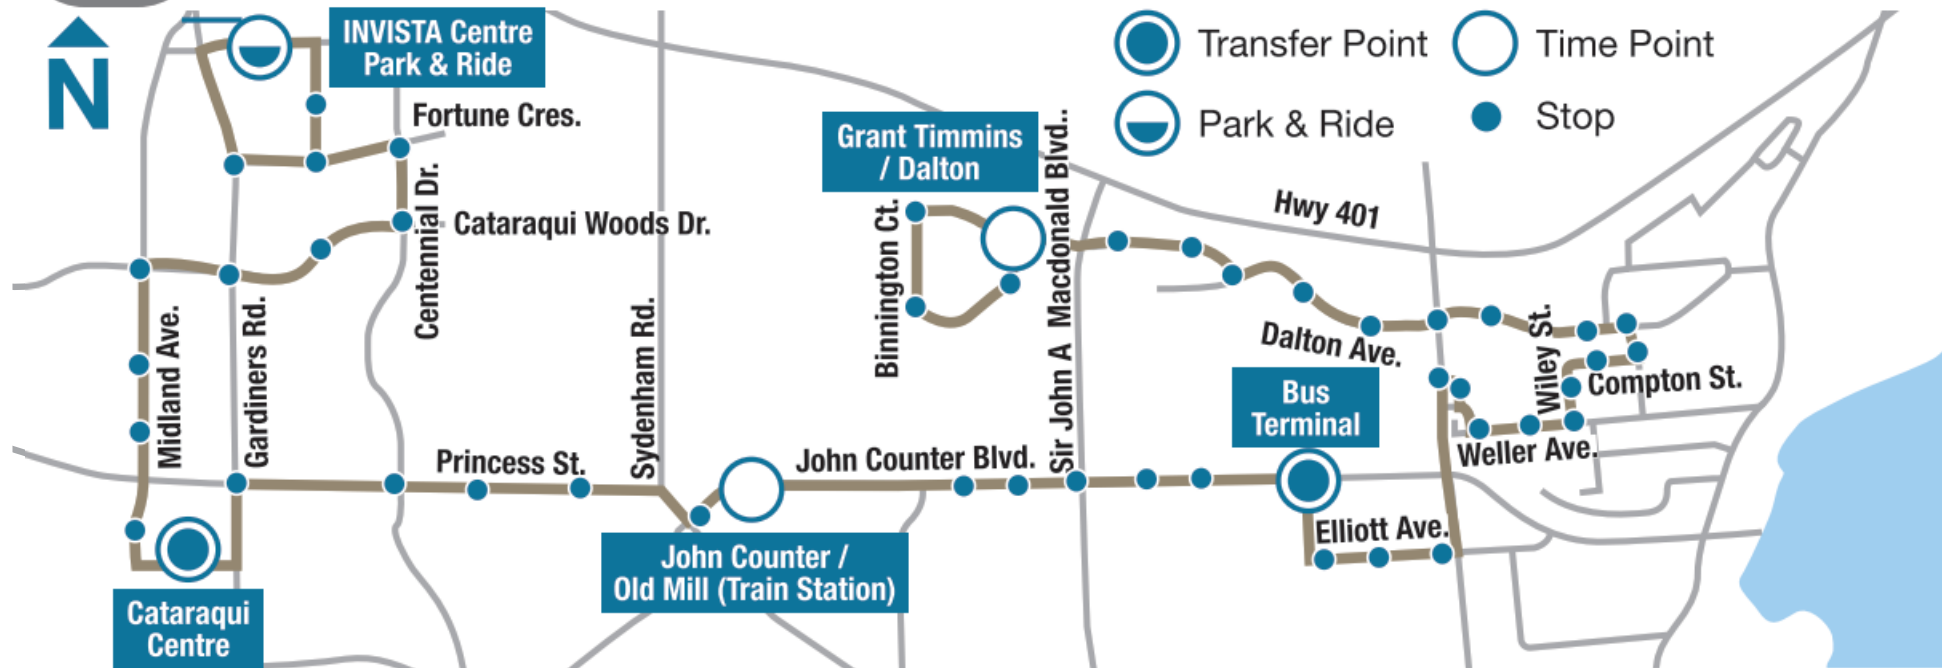 N
INVISTA Centre
Park & Ride
Transfer Point
Time Point
Park & Ride
Stop
Fortune Cres.
Centennial Dr.
Cataraqui Woods Dr.
Grant Timmins
/ Dalton
Binnington Ct.
Sir John A Macdonald Blvd..
Hwy 401
Midland Ave.
Gardiners Rd.
Sydenham Rd.
Dalton Ave.
Wiley St.
Compton St.
Weller Ave.
Bus
Terminal
Princess St.
John Counter Blvd.
Elliott Ave.
John Counter /
Old Mill (Train Station)
Cataraqui
Centre